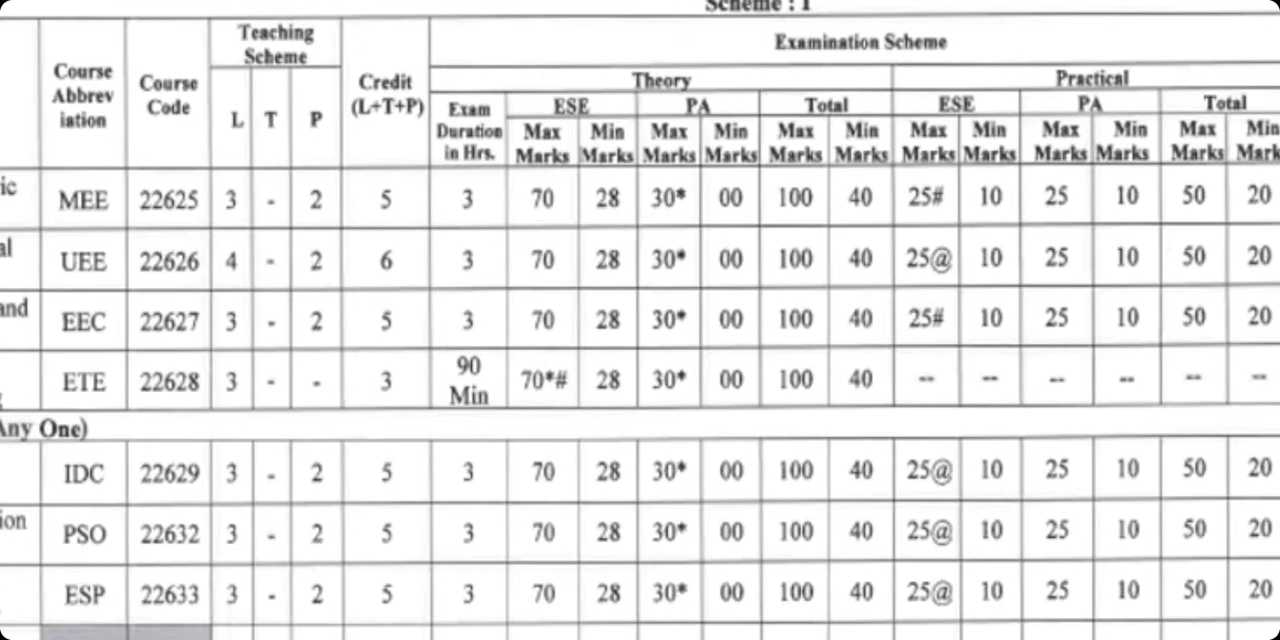 Scheme : I
Course Abbrev iation Course Code Teaching Scheme Credit (L+T+P) Examination Scheme
L T P Theory Practical
Exam Duration in Hrs. ESE PA Total ESE PA Total
Max Marks Min Marks Max Marks Min Marks Max Marks Min Marks Max Marks Min Marks Max Marks Min Marks Max Marks Min Mark
ic MEE 22625 3 - 2 5 3 70 28 30* 00 100 40 25# 10 25 10 50 20
al UEE 22626 4 - 2 6 3 70 28 30* 00 100 40 25@ 10 25 10 50 20
and EEC 22627 3 - 2 5 3 70 28 30* 00 100 40 25# 10 25 10 50 20
ETE 22628 3 - - 3 90 Min 70*# 28 30* 00 100 40 -- -- -- -- -- --
Any One)
IDC 22629 3 - 2 5 3 70 28 30* 00 100 40 25@ 10 25 10 50 20
ion PSO 22632 3 - 2 5 3 70 28 30* 00 100 40 25@ 10 25 10 50 20
ESP 22633 3 - 2 5 3 70 28 30* 00 100 40 25@ 10 25 10 50 20